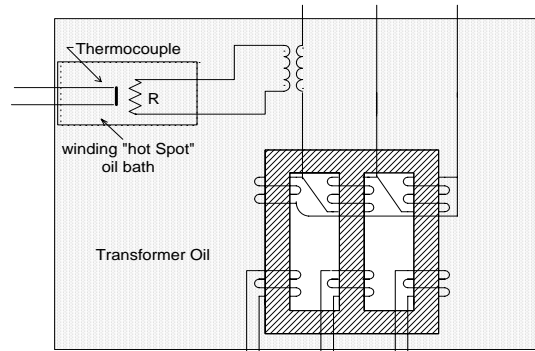 Thermocouple
R
winding "hot Spot"
oil bath
Transformer Oil